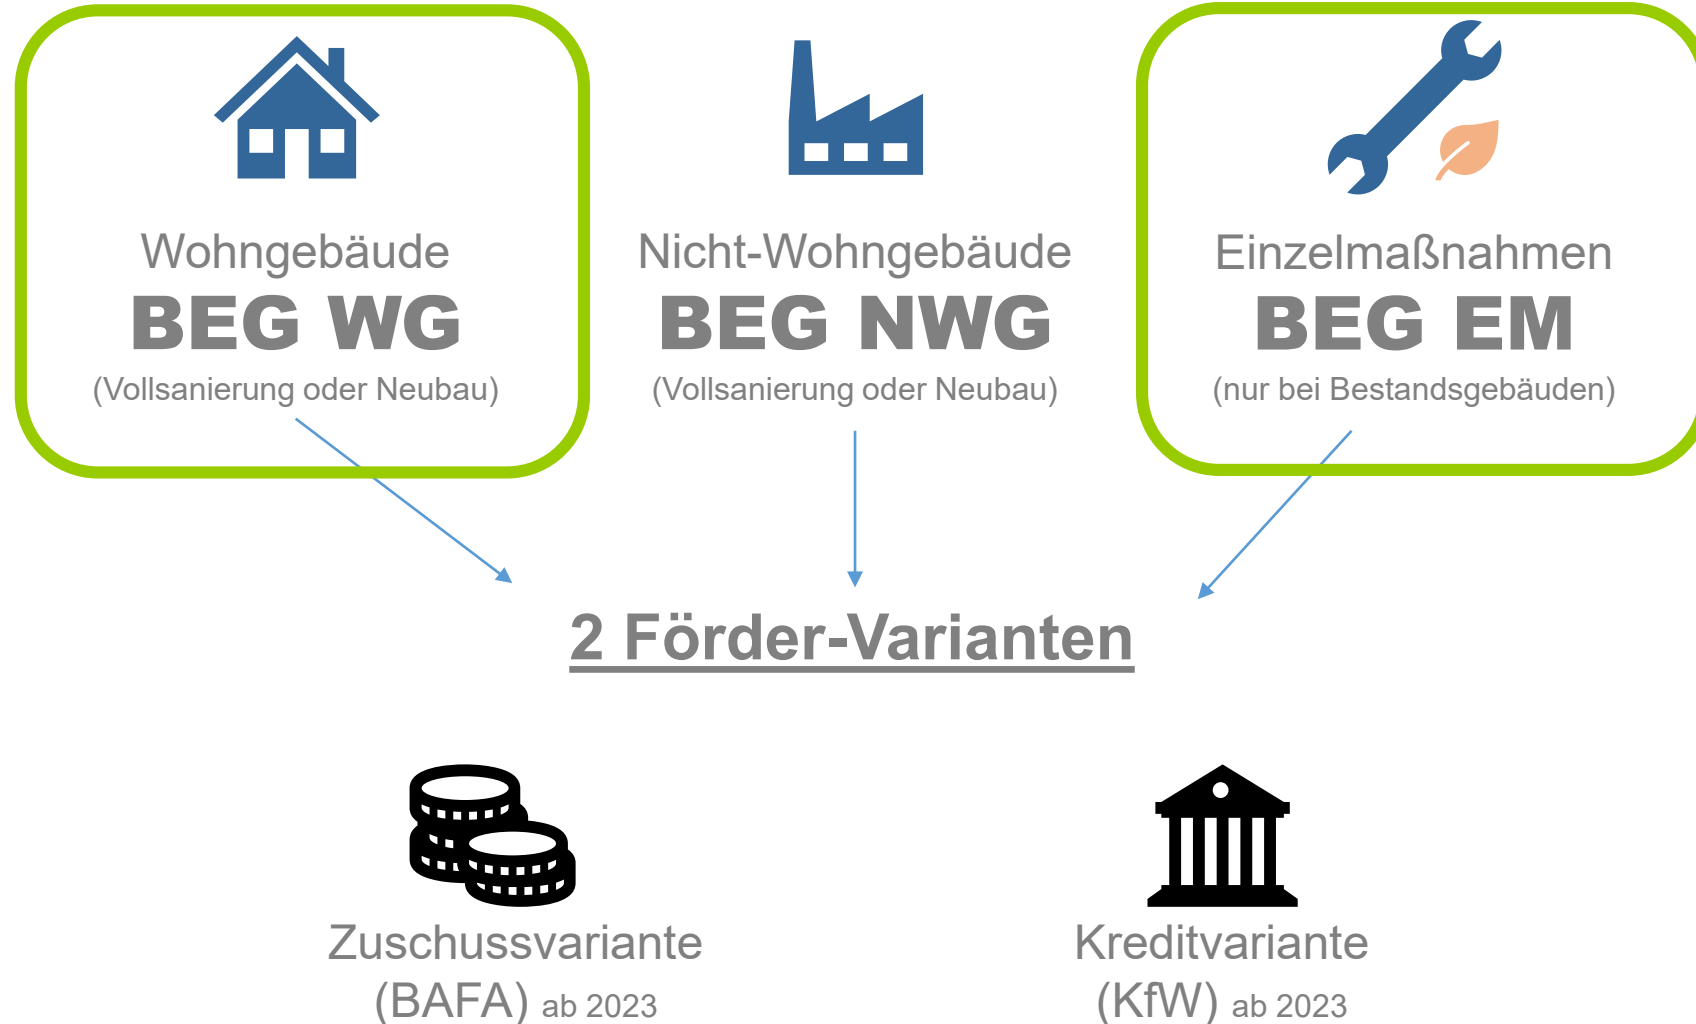 Wohngebäude
BEG WG
(Vollsanierung oder Neubau)
Nicht-Wohngebäude
BEG NWG
(Vollsanierung oder Neubau)
Einzelmaßnahmen
BEG EM
(nur bei Bestandsgebäuden)
2 Förder-Varianten
Zuschussvariante
(BAFA) ab 2023
Kreditvariante
(KfW) ab 2023